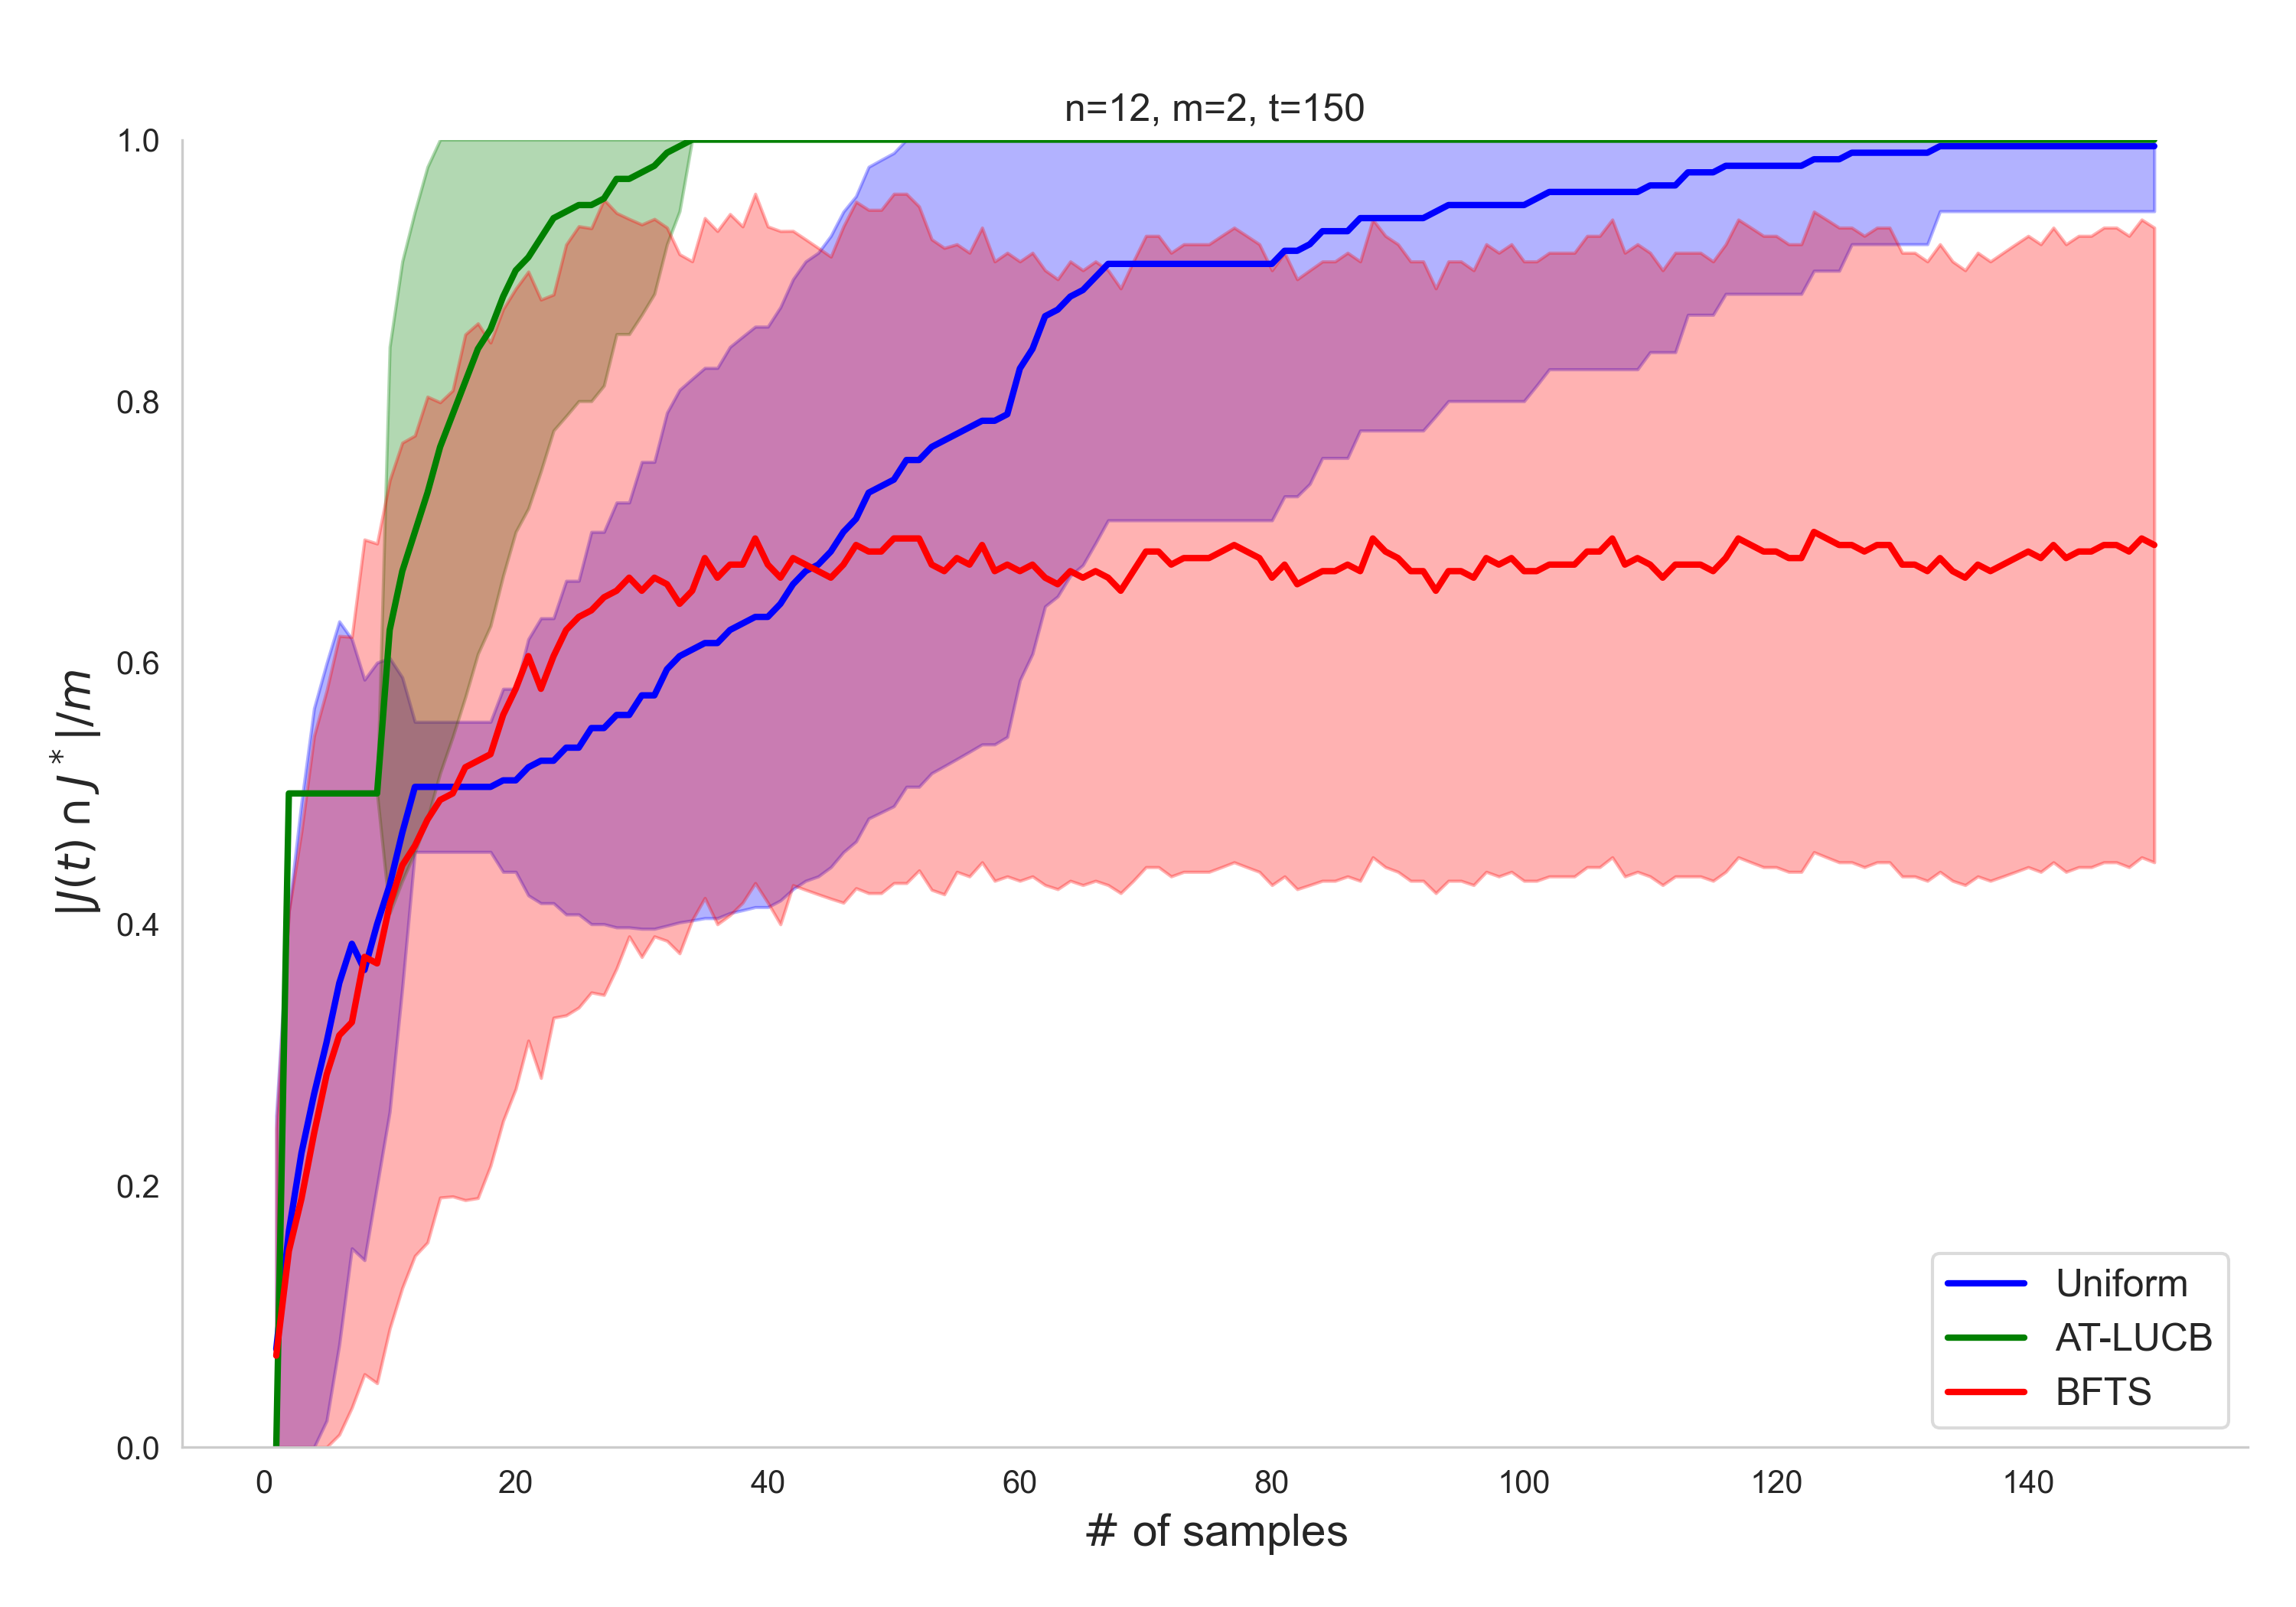 n=12, m=2, t=150
1.0
0.8
0.6
0.4
0.2
0.0
|J(t) ∩ J*|/m
0 20 40 60 80 100 120 140
# of samples
Uniform
AT-LUCB
BFTS